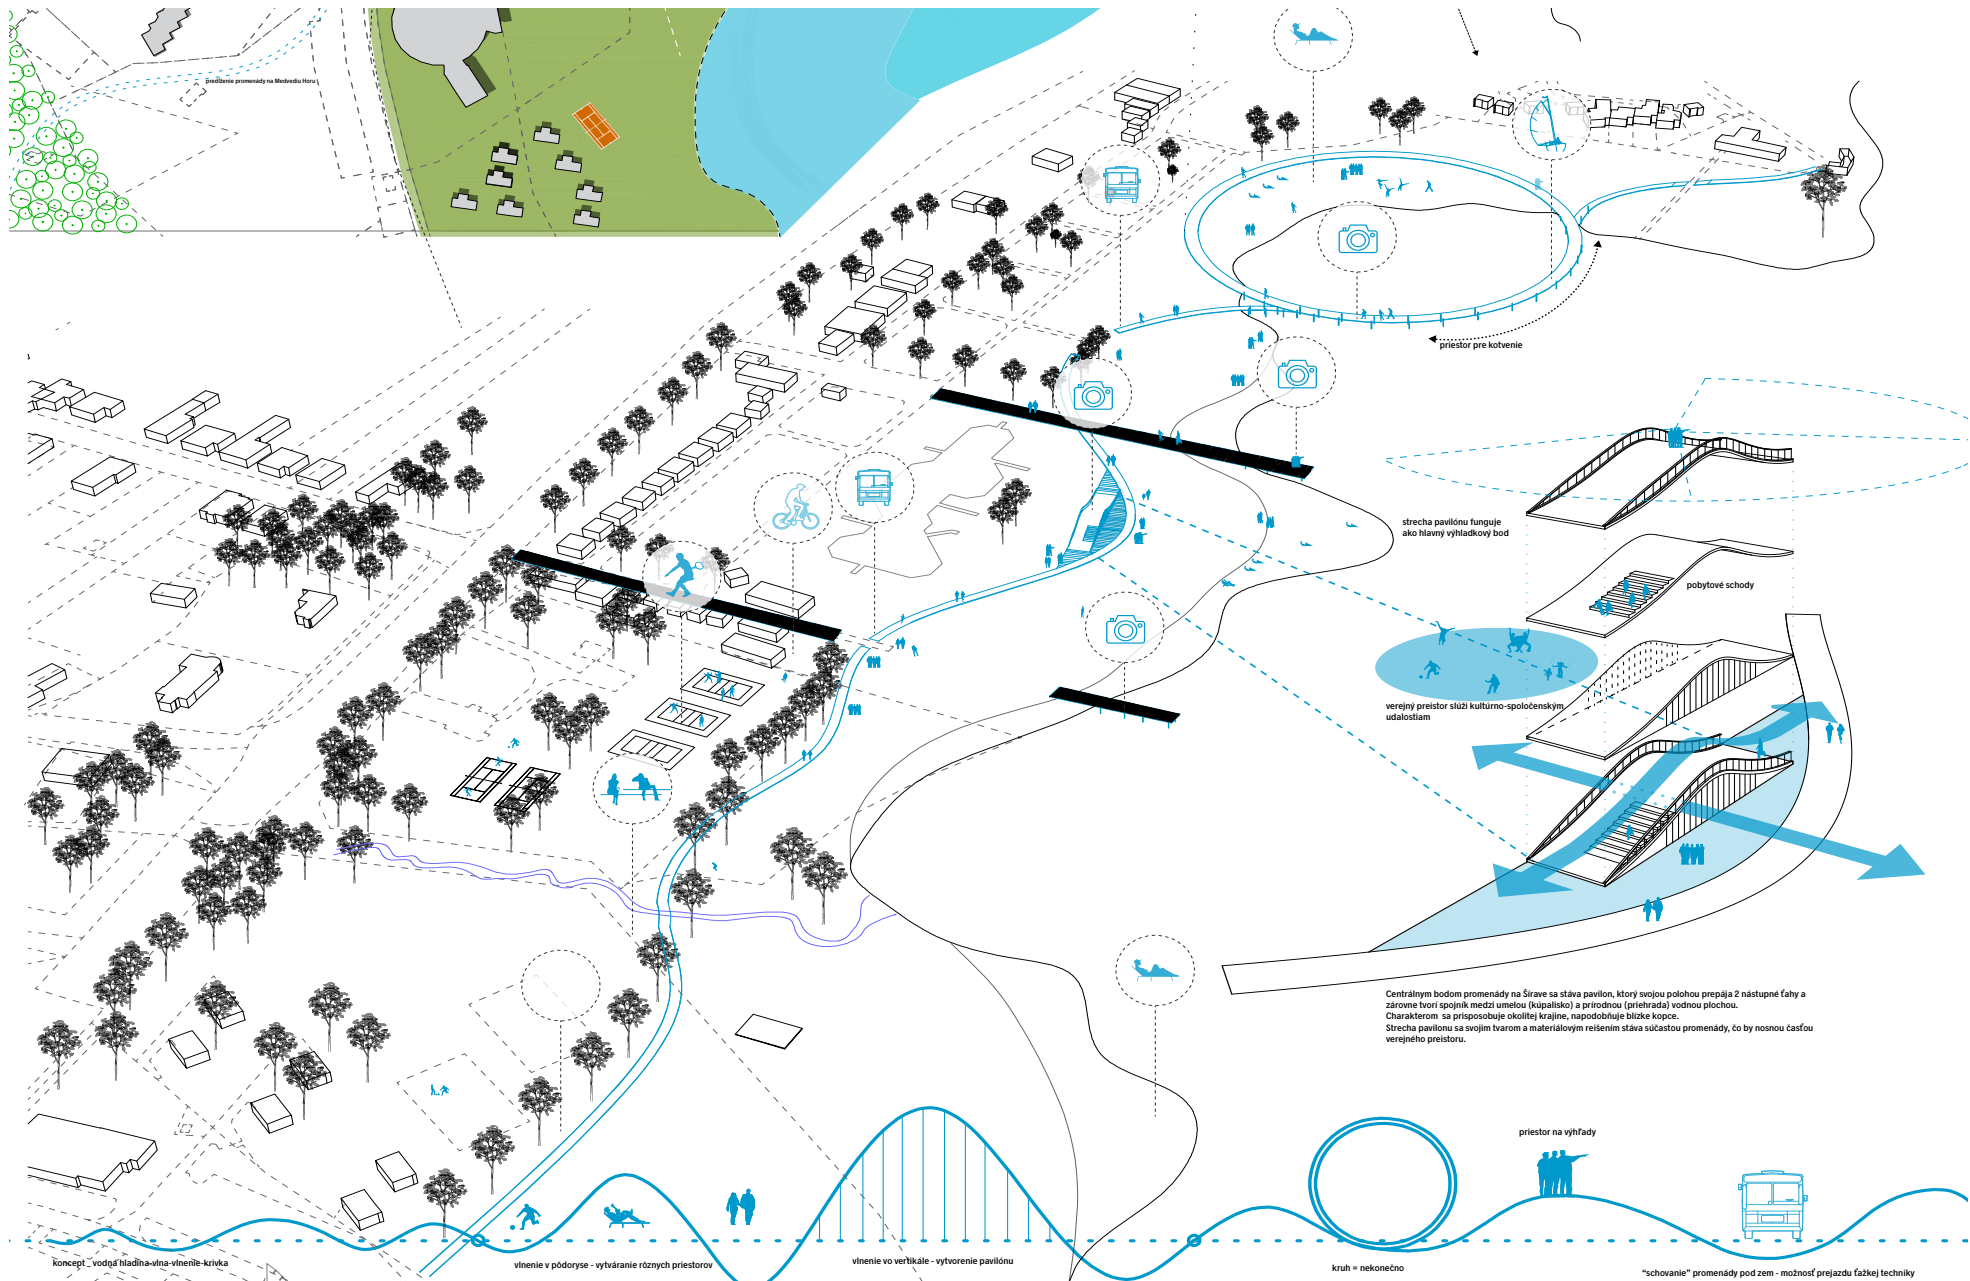 predĺženie promenády na Medvediu Horu
priestor pre kotvenie
strecha pavilónu funguje
ako hlavný výhladkový bod
pobytové schody
verejný preistor slúži kultúrno-spoločenským
udalostiam
Centrálnym bodom promenády na Šírave sa stáva pavilon, ktorý svojou polohou prepája 2 nástupné ťahy a
zárovne tvorí spojník medzi umelou (kúpalisko) a prírodnou (priehrada) vodnou plochou.
Charakterom sa prisposobuje okolitej krajine, napodobňuje blízke kopce.
Strecha pavilonu sa svojim tvarom a materiálovým reišením stáva súčastou promenády, čo by nosnou časťou
verejného preistoru.
priestor na výhľady
koncept _ vodná hladina-vlna-vlnenie-krivka
vlnenie v pôdoryse - vytváranie rôznych priestorov
vlnenie vo vertikále - vytvorenie pavilónu
kruh = nekonečno
“schovanie” promenády pod zem - možnosť prejazdu ťažkej techniky